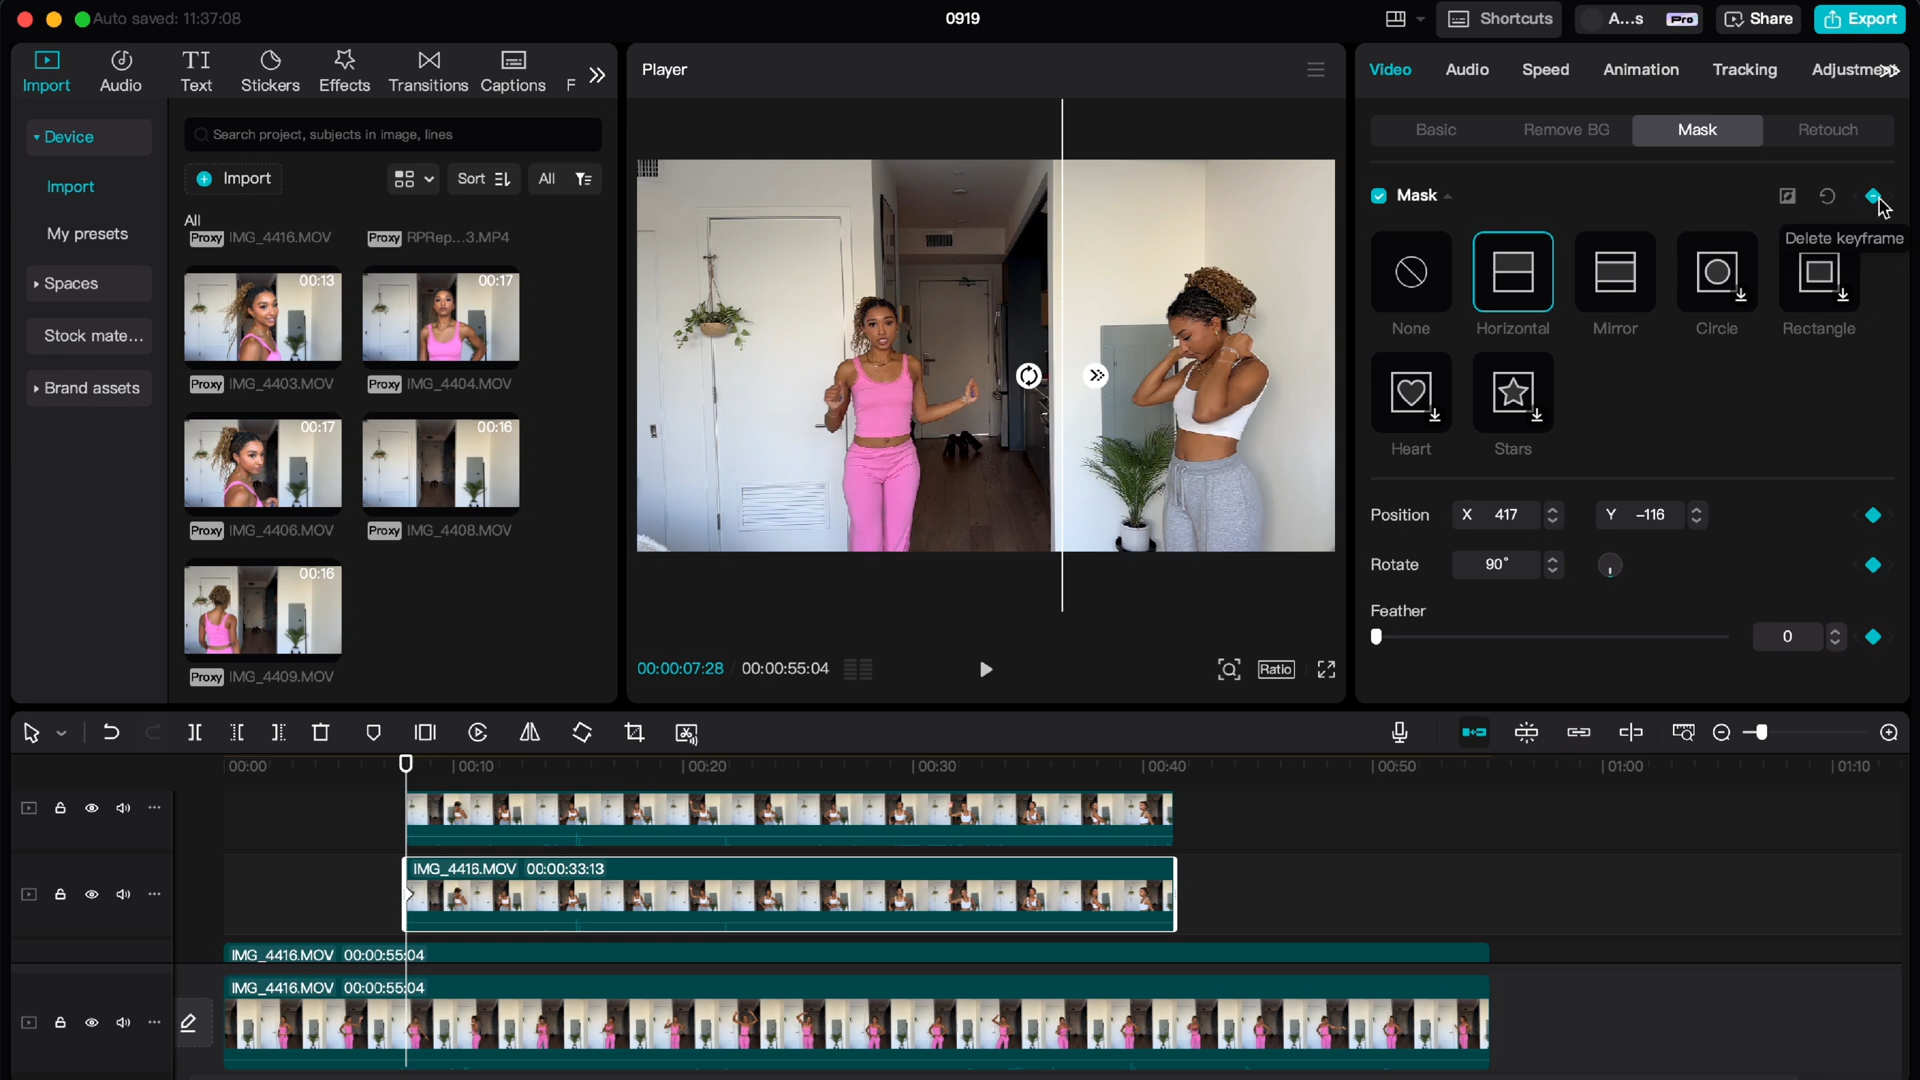 Auto saved: 11:37:08
0919
Shortcuts
A...s
Pro
Share
Export
Import
Audio
Text
Stickers
Effects
Transitions
Captions
F
Device
Import
My presets
Spaces
Stock mate...
Brand assets
Search project, subjects in image, lines
Import
Sort
All
All
Proxy IMG_4416.MOV
Proxy RPRep...3.MP4
00:13
00:17
Proxy IMG_4403.MOV
Proxy IMG_4404.MOV
00:17
00:16
Proxy IMG_4406.MOV
Proxy IMG_4408.MOV
00:16
Proxy IMG_4409.MOV
Player
00:00:07:28 / 00:00:55:04
Ratio
Video
Audio
Speed
Animation
Tracking
Adjustment
Basic
Remove BG
Mask
Retouch
Mask
Delete keyframe
None
Horizontal
Mirror
Circle
Rectangle
Heart
Stars
Position
X 417
Y -116
Rotate
90°
Feather
0
00:00
00:10
00:20
00:30
00:40
00:50
01:00
01:10
IMG_4416.MOV 00:00:33:13
IMG_4416.MOV 00:00:55:04
IMG_4416.MOV 00:00:55:04